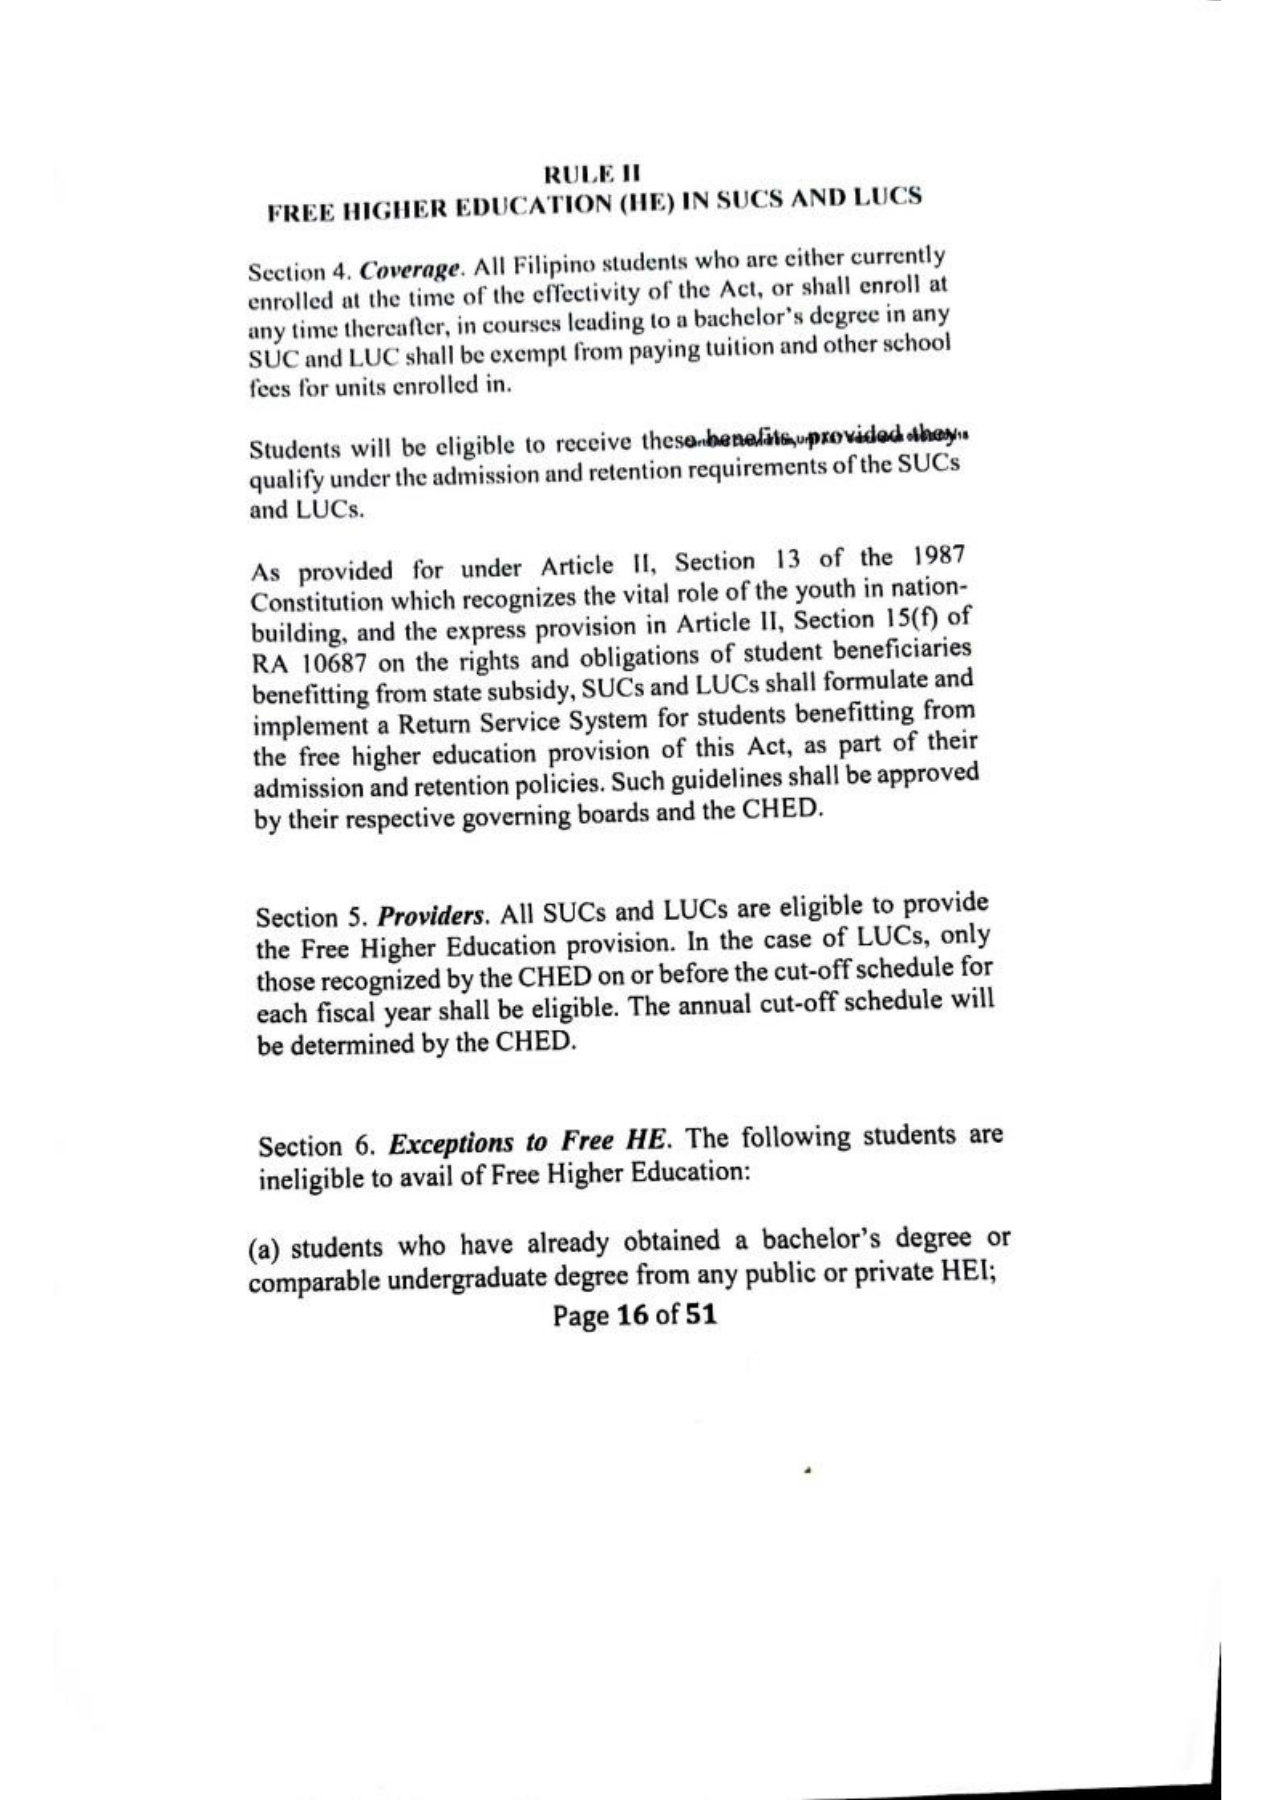 RULE II
FREE HIGHER EDUCATION (HE) IN SUCS AND LUCS
Section 4. Coverage. All Filipino students who are either currently
enrolled at the time of the effectivity of the Act, or shall enroll at
any time thereafter, in courses leading to a bachelor's degree in any
SUC and LUC shall be exempt from paying tuition and other school
fees for units enrolled in.
Students will be eligible to receive these benefits, provided they
qualify under the admission and retention requirements of the SUCs
and LUCs.
As provided for under Article II, Section 13 of the 1987
Constitution which recognizes the vital role of the youth in nation-
building, and the express provision in Article II, Section 15(f) of
RA 10687 on the rights and obligations of student beneficiaries
benefitting from state subsidy, SUCs and LUCs shall formulate and
implement a Return Service System for students benefitting from
the free higher education provision of this Act, as part of their
admission and retention policies. Such guidelines shall be approved
by their respective governing boards and the CHED.
Section 5. Providers. All SUCs and LUCs are eligible to provide
the Free Higher Education provision. In the case of LUCs, only
those recognized by the CHED on or before the cut-off schedule for
each fiscal year shall be eligible. The annual cut-off schedule will
be determined by the CHED.
Section 6. Exceptions to Free HE. The following students are
ineligible to avail of Free Higher Education:
(a) students who have already obtained a bachelor's degree or
comparable undergraduate degree from any public or private HEI;
Page 16 of 51